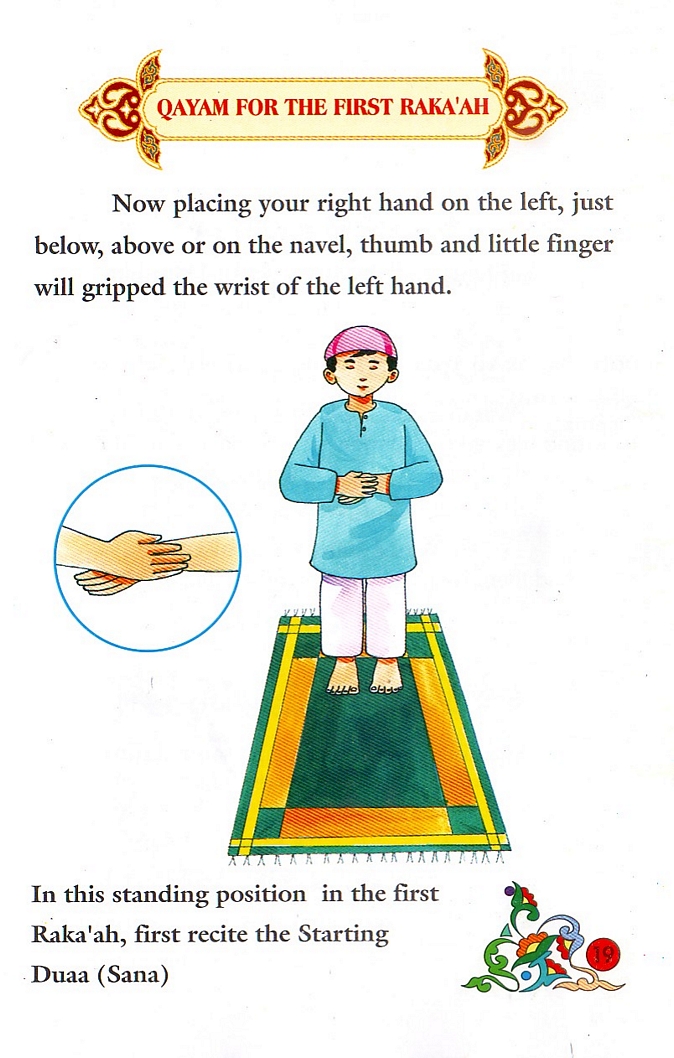 QAYAM FOR THE FIRST RAKA'AH
Now placing your right hand on the left, just
below, above or on the navel, thumb and little finger
will gripped the wrist of the left hand.
In this standing position in the first
Raka'ah, first recite the Starting
Duaa (Sana)
19